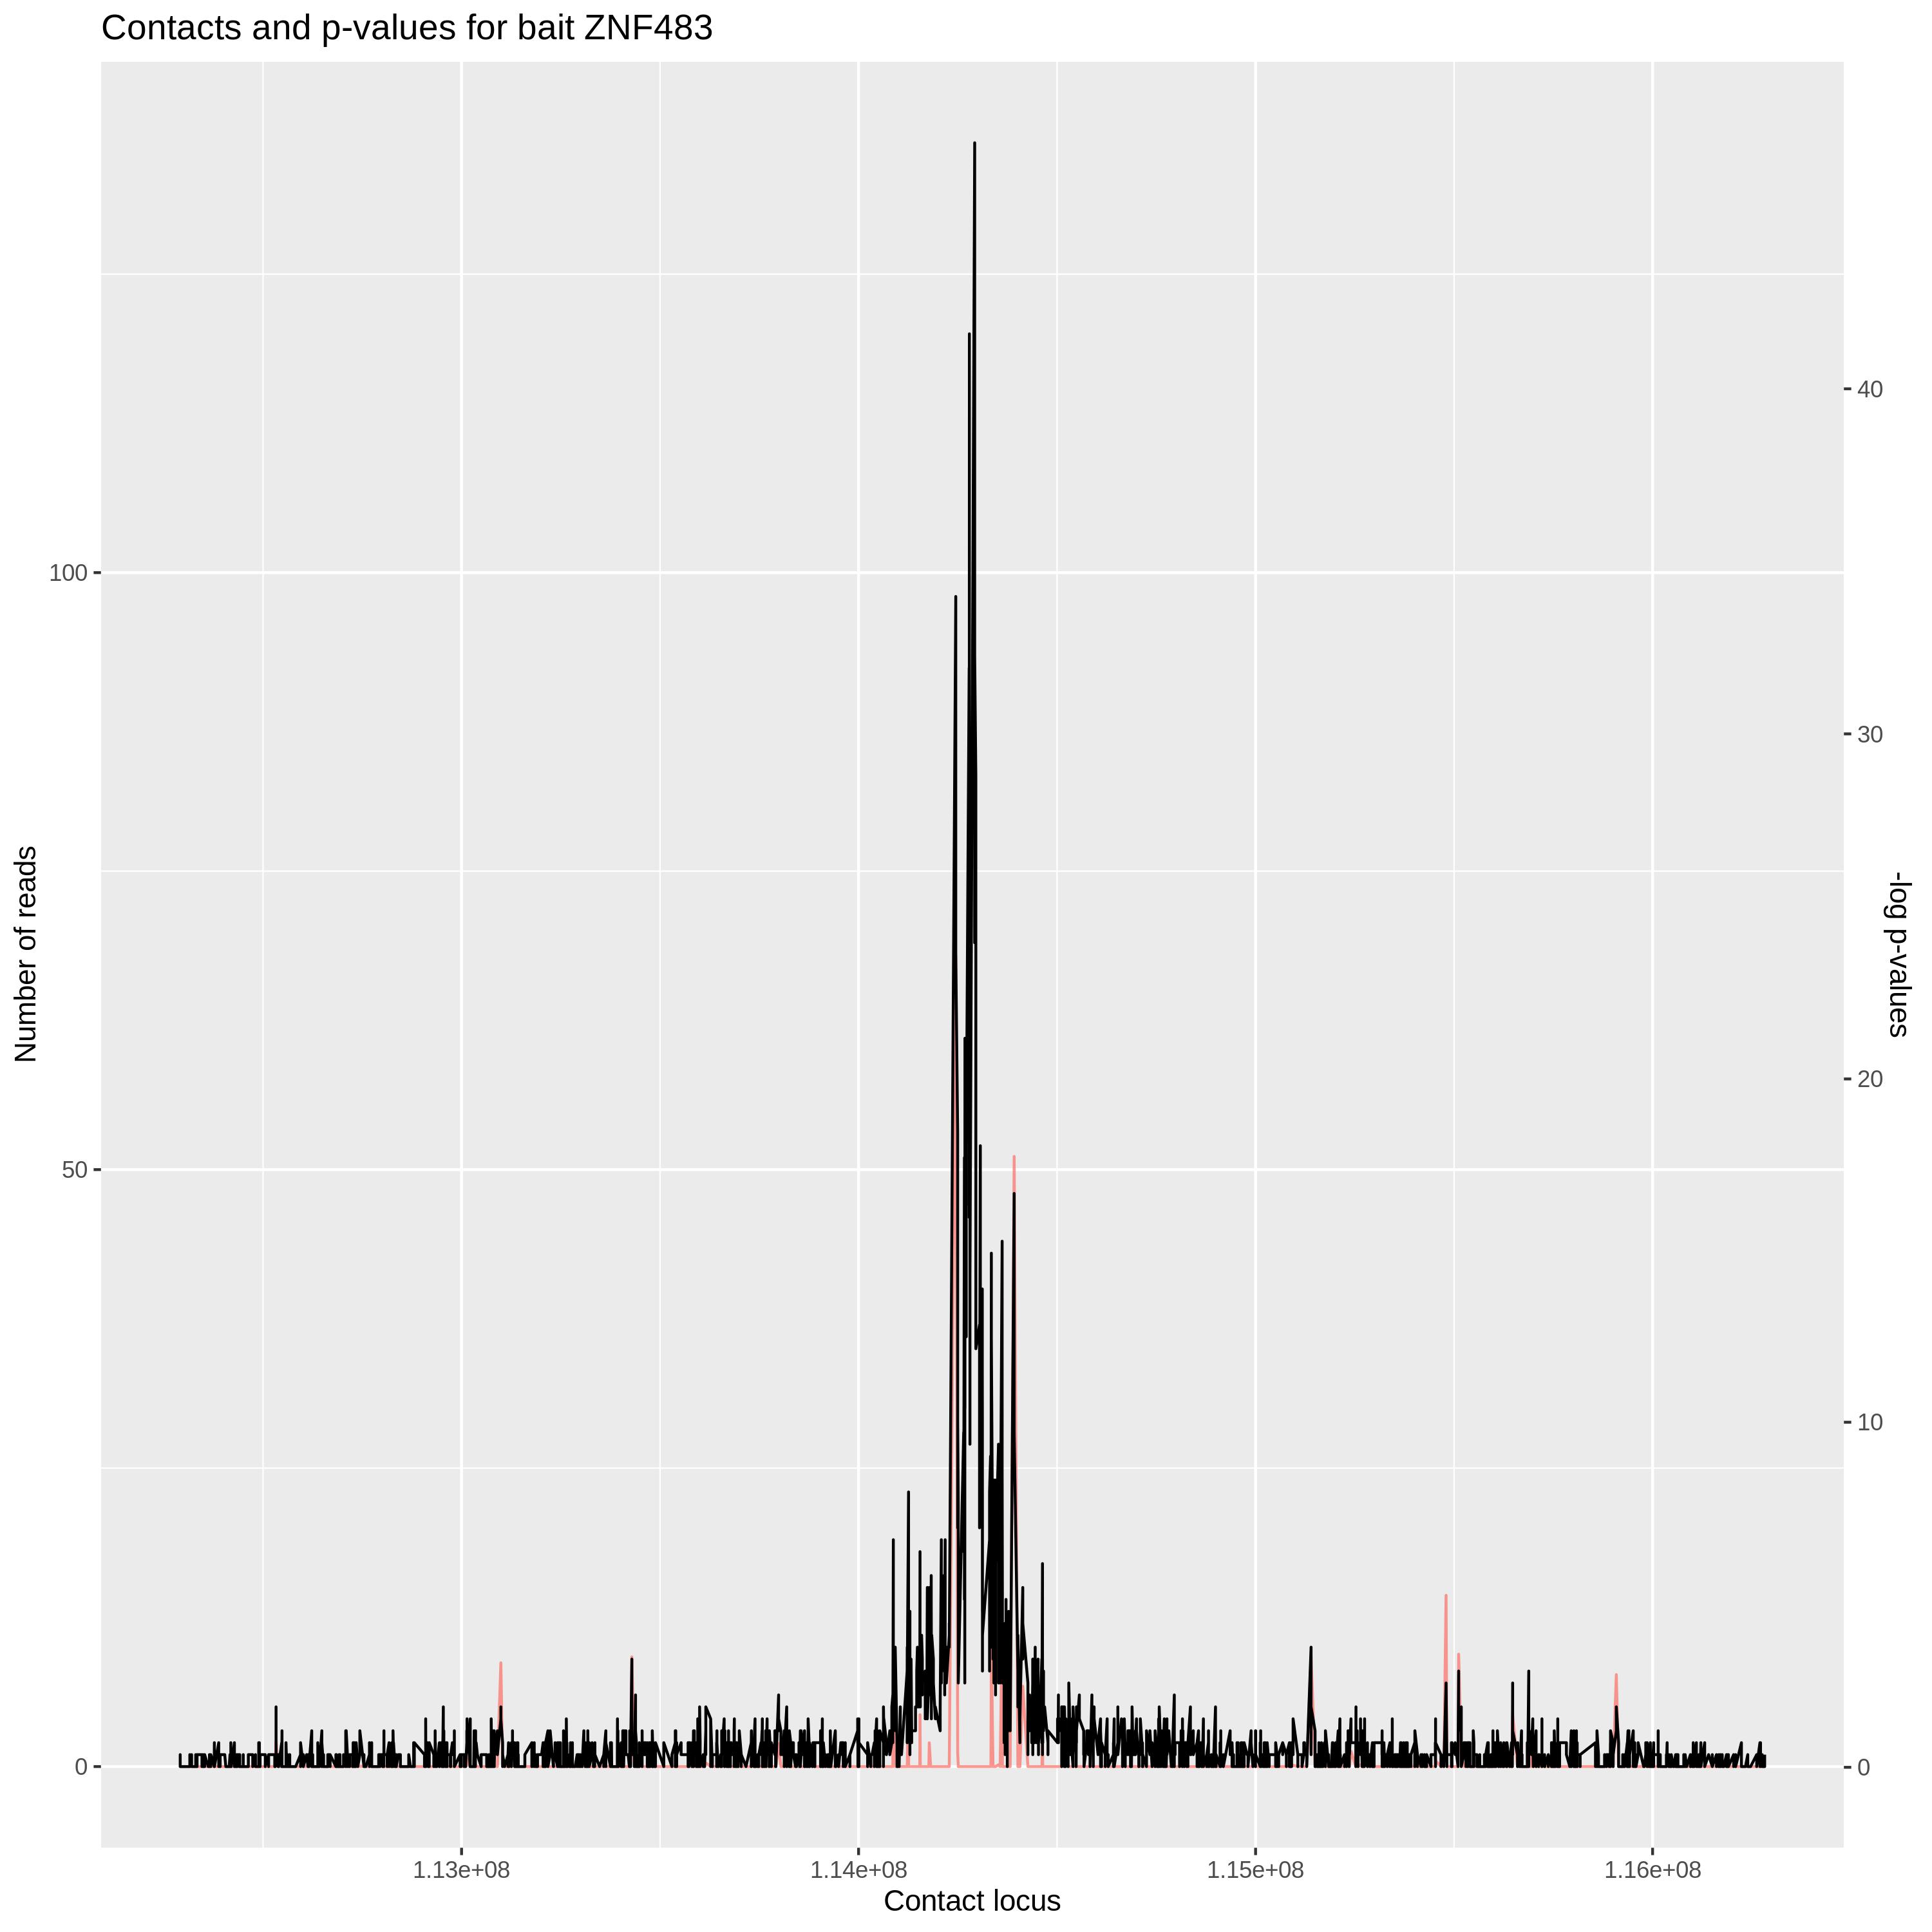 Contacts and p-values for bait ZNF483
Number of reads
100
50
0
40
30
20
10
0
-log p-values
1.13e+08
1.14e+08
1.15e+08
1.16e+08
Contact locus